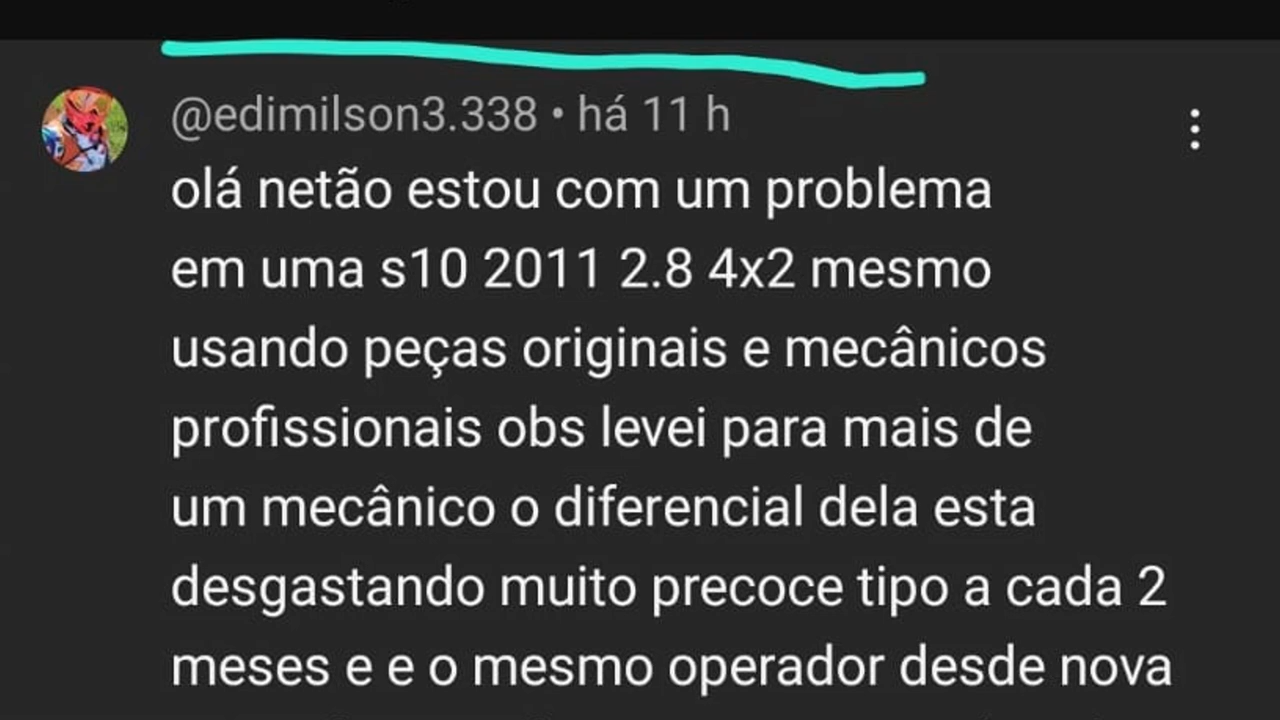 @edimilson3.338 • há 11 h
olá netão estou com um problema
em uma s10 2011 2.8 4x2 mesmo
usando peças originais e mecânicos
profissionais obs levei para mais de
um mecânico o diferencial dela esta
desgastando muito precoce tipo a cada 2
meses e e o mesmo operador desde nova